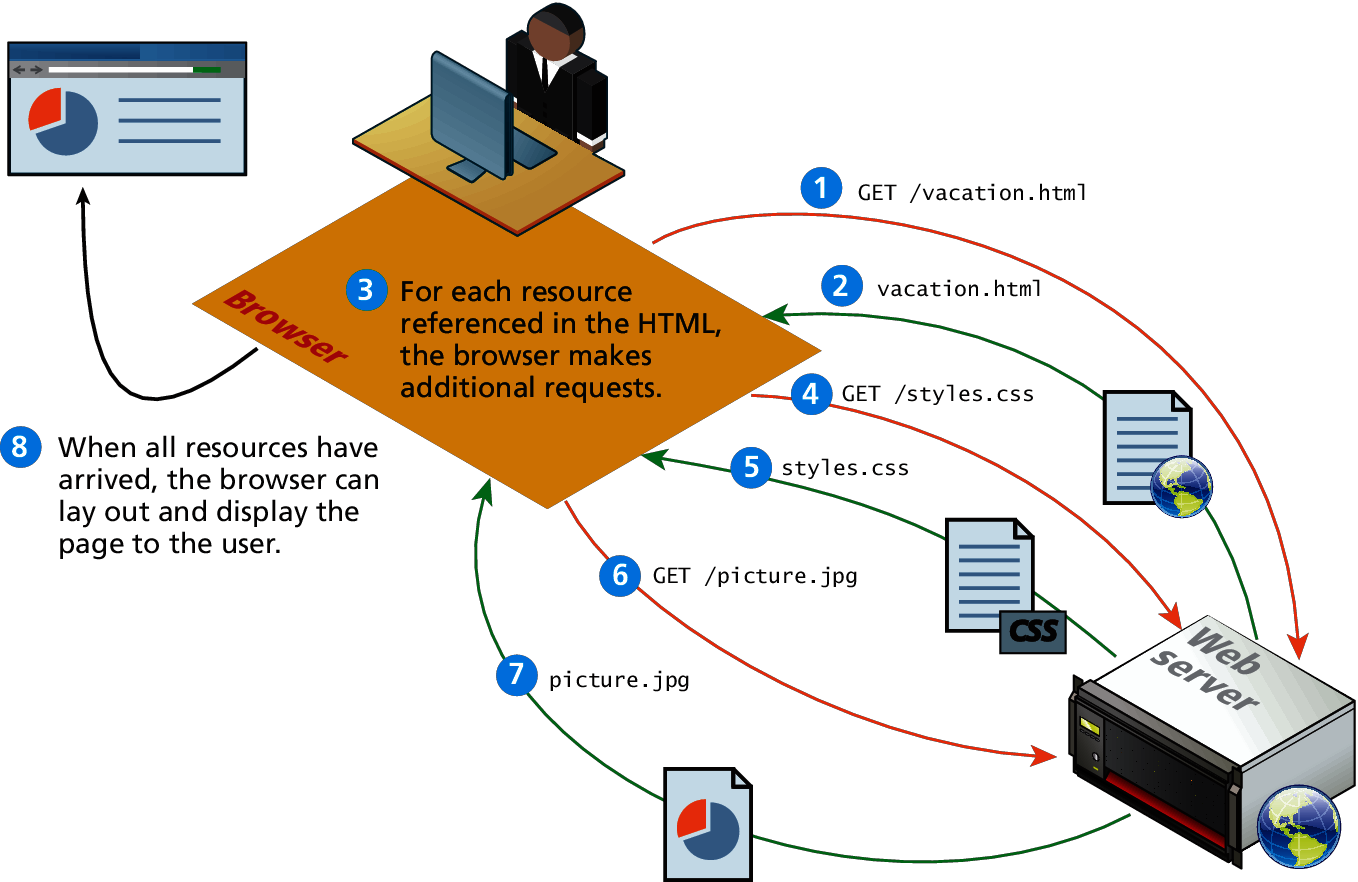 1 GET /vacation.html
2 vacation.html
Browser
3 For each resource
referenced in the HTML,
the browser makes
additional requests.
4 GET /styles.css
5 styles.css
8 When all resources have
arrived, the browser can
lay out and display the
page to the user.
6 GET /picture.jpg
CSS
7 picture.jpg
Web
server